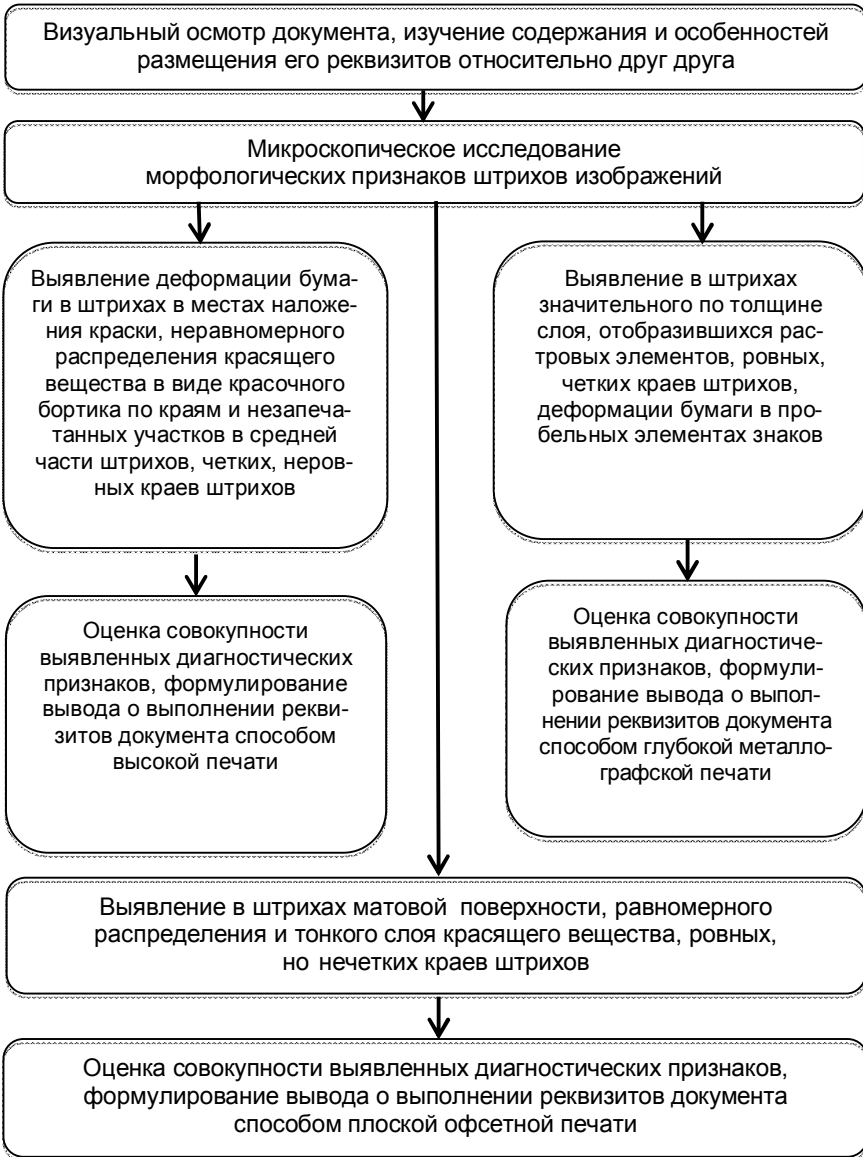 Визуальный осмотр документа, изучение содержания и особенностей
размещения его реквизитов относительно друг друга
Микроскопическое исследование
морфологических признаков штрихов изображений
Выявление деформации бума-
ги в штрихах в местах наложе-
ния краски, неравномерного
распределения красящего
вещества в виде красочного
бортика по краям и незапеча-
танных участков в средней
части штрихов, четких, неров-
ных краев штрихов
Выявление в штрихах
значительного по толщине
слоя, отобразившихся рас-
тровых элементов, ровных,
четких краев штрихов,
деформации бумаги в про-
бельных элементах знаков
Оценка совокупности
выявленных диагностических
признаков, формулирование
вывода о выполнении рекви-
зитов документа способом
высокой печати
Оценка совокупности
выявленных диагностиче-
ских признаков, формули-
рование вывода о выпол-
нении реквизитов документа
способом глубокой металло-
графской печати
Выявление в штрихах матовой поверхности, равномерного
распределения и тонкого слоя красящего вещества, ровных,
но нечетких краев штрихов
Оценка совокупности выявленных диагностических признаков,
формулирование вывода о выполнении реквизитов документа
способом плоской офсетной печати